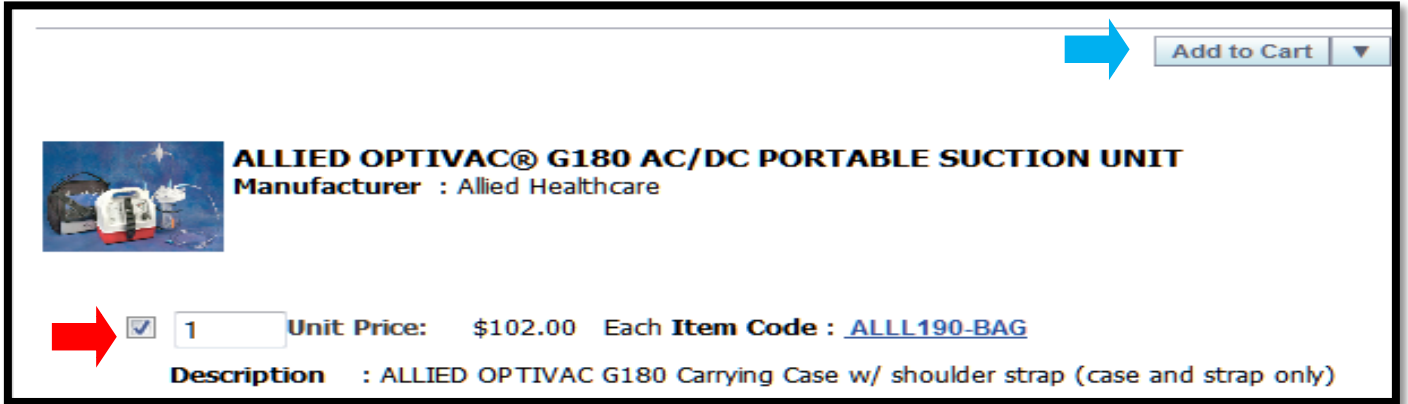 Add to Cart ▼
ALLIED OPTIVAC® G180 AC/DC PORTABLE SUCTION UNIT
Manufacturer : Allied Healthcare
1 Unit Price: $102.00 Each Item Code : ALLL190-BAG
Description : ALLIED OPTIVAC G180 Carrying Case w/ shoulder strap (case and strap only)